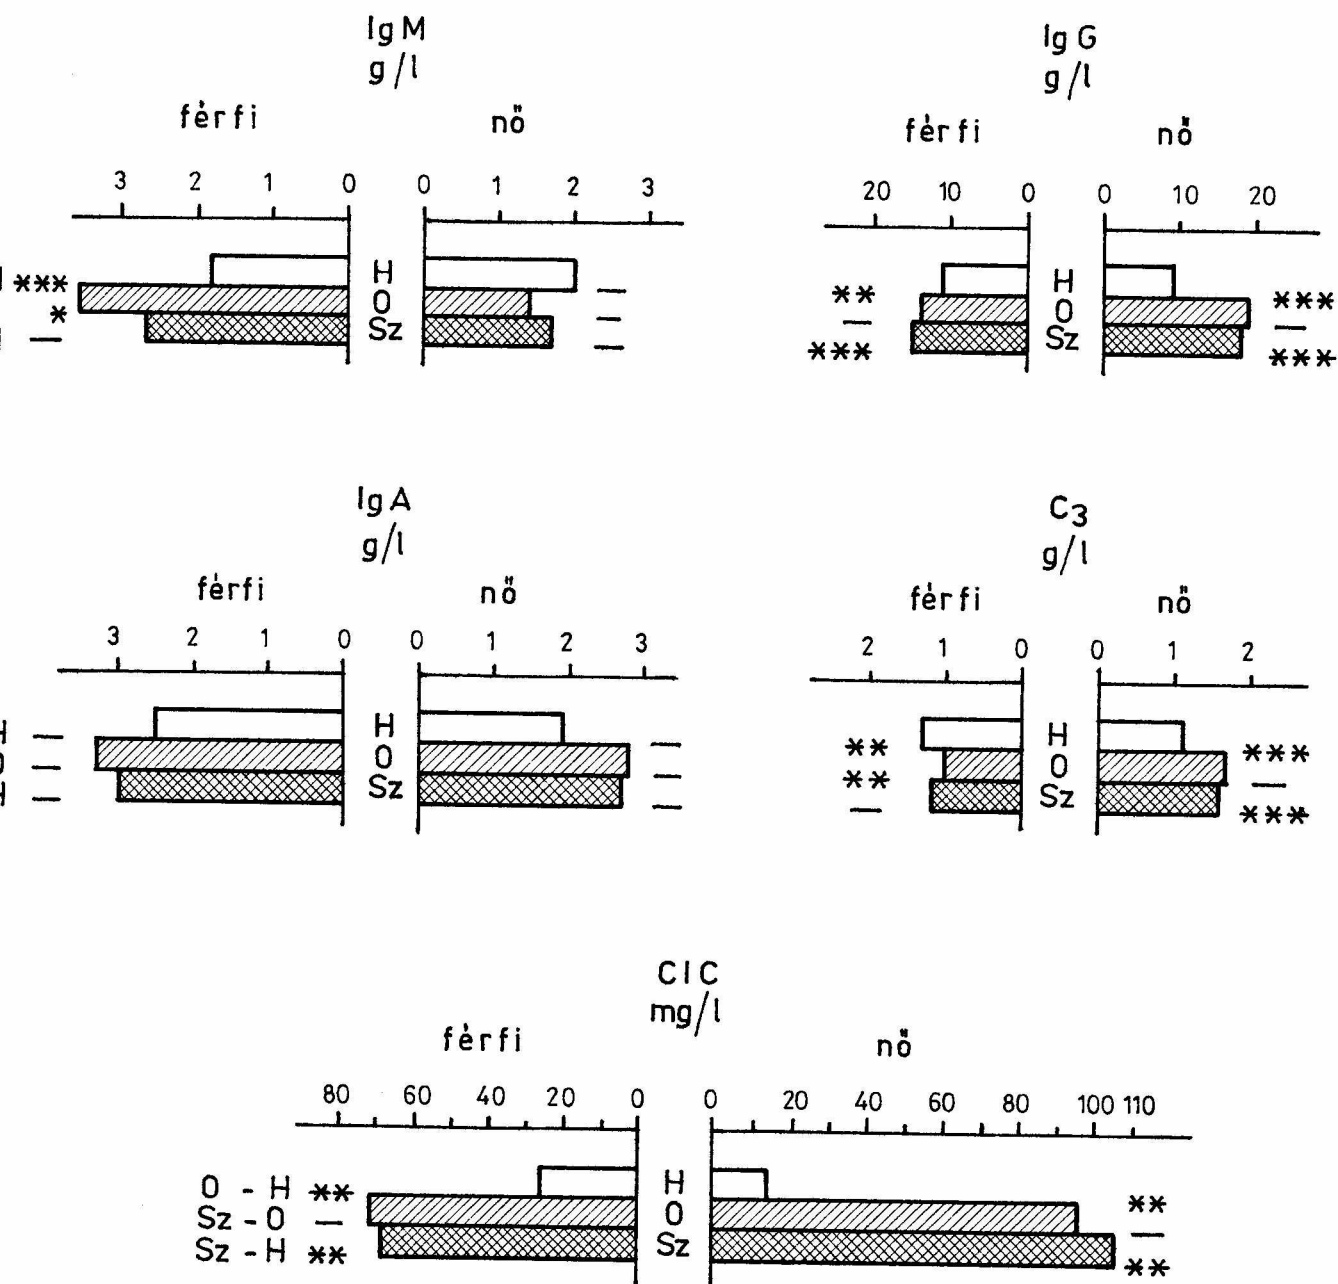 IgM
g/l
férfi nő
3 2 1 0 0 1 2 3
H
*** —
O
* —
Sz
— —
IgG
g/l
férfi nő
20 10 0 0 10 20
H
** ***
O
— —
Sz
*** ***
IgA
g/l
férfi nő
3 2 1 0 0 1 2 3
H — H —
O — O —
H — Sz —
C3
g/l
férfi nő
2 1 0 0 1 2
H
** ***
O
** —
Sz
— ***
CIC
mg/l
férfi nő
80 60 40 20 0 0 20 40 60 80 100 110
O - H ** H **
Sz - O — O —
Sz - H ** Sz **